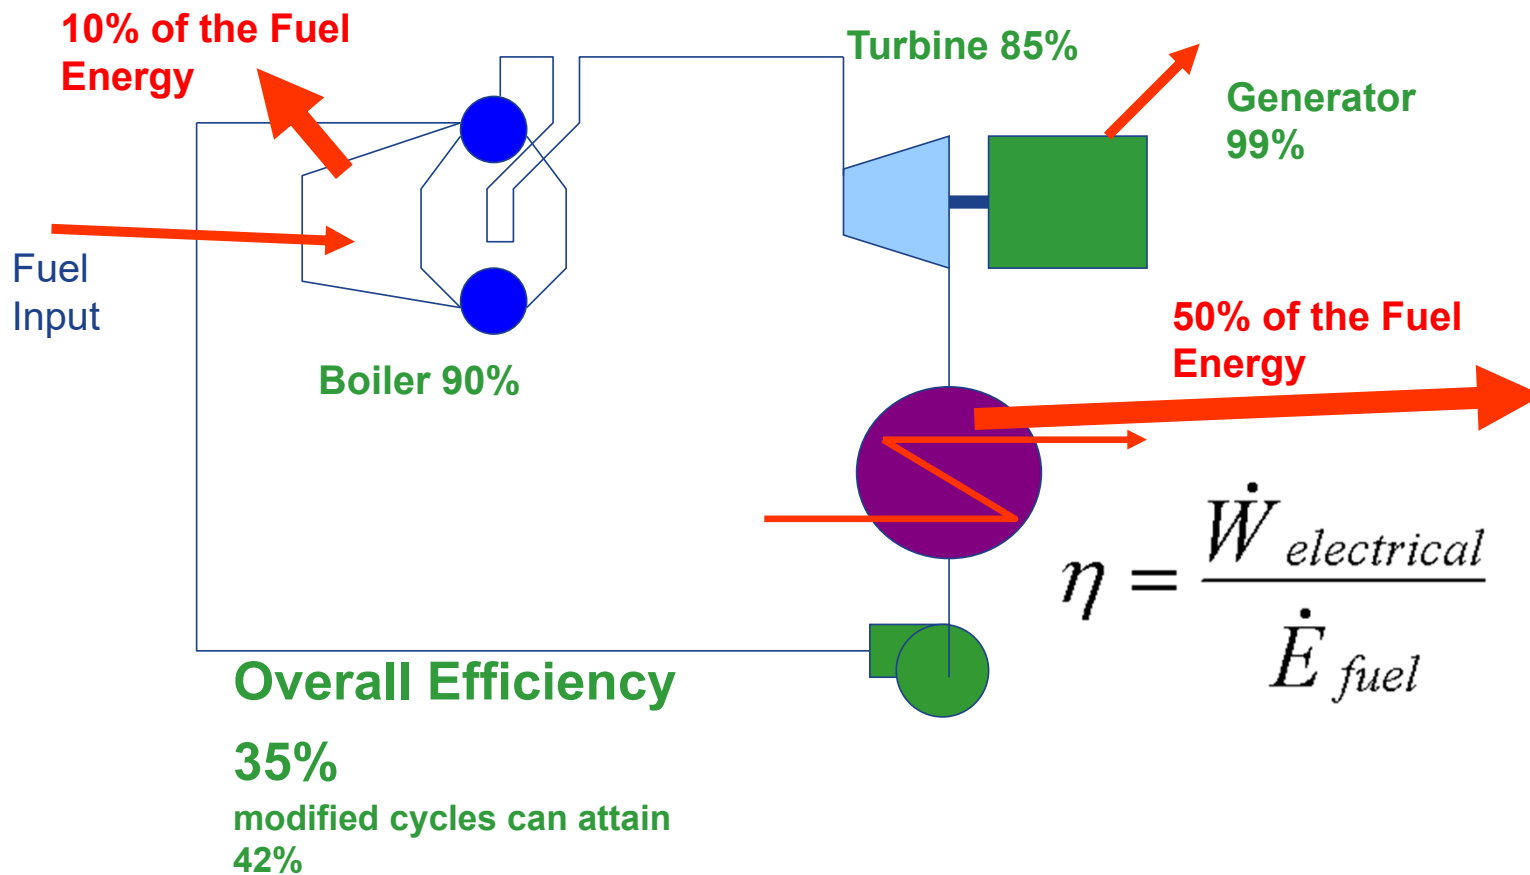 10% of the Fuel
Energy
Turbine 85%
Generator
99%
Fuel
Input
Boiler 90%
50% of the Fuel
Energy
η = Ẇ electrical / Ė fuel
Overall Efficiency
35%
modified cycles can attain
42%